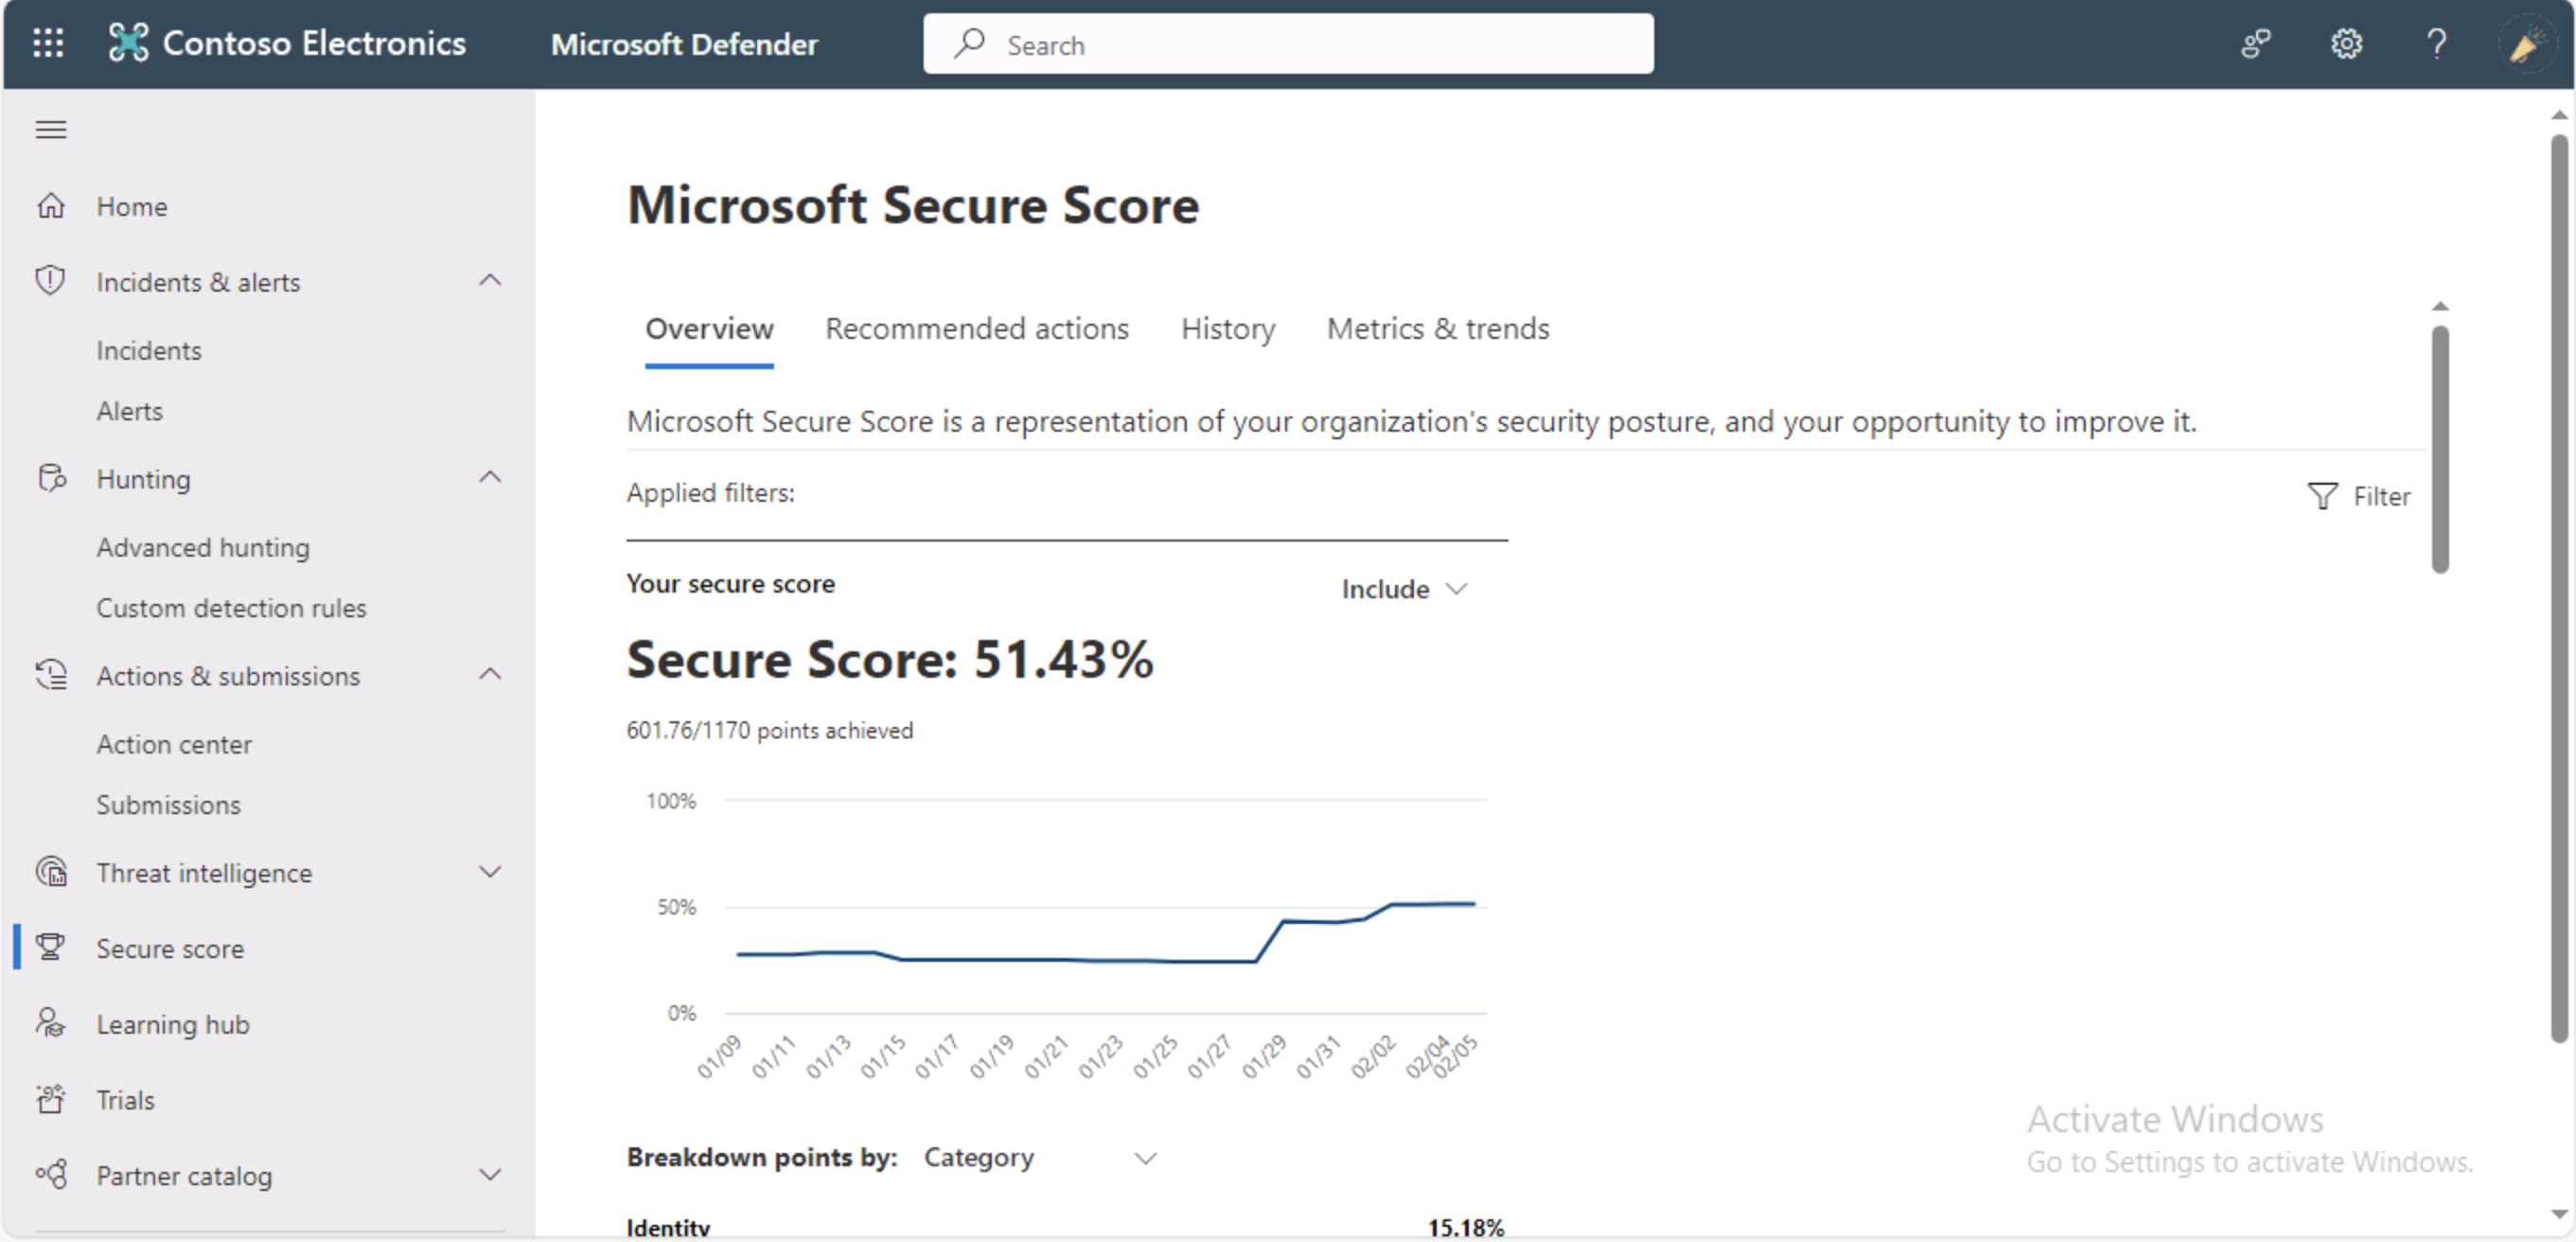 Contoso Electronics
Microsoft Defender
Search
Home
Incidents & alerts
Incidents
Alerts
Hunting
Advanced hunting
Custom detection rules
Actions & submissions
Action center
Submissions
Threat intelligence
Secure score
Learning hub
Trials
Partner catalog
Microsoft Secure Score
Overview
Recommended actions
History
Metrics & trends
Microsoft Secure Score is a representation of your organization's security posture, and your opportunity to improve it.
Applied filters:
Filter
Your secure score
Include
Secure Score: 51.43%
601.76/1170 points achieved
100%
50%
0%
01/09 01/11 01/13 01/15 01/17 01/19 01/21 01/23 01/25 01/27 01/29 01/31 02/02 02/04 02/05
Breakdown points by: Category
Identity 15.18%
Activate Windows
Go to Settings to activate Windows.